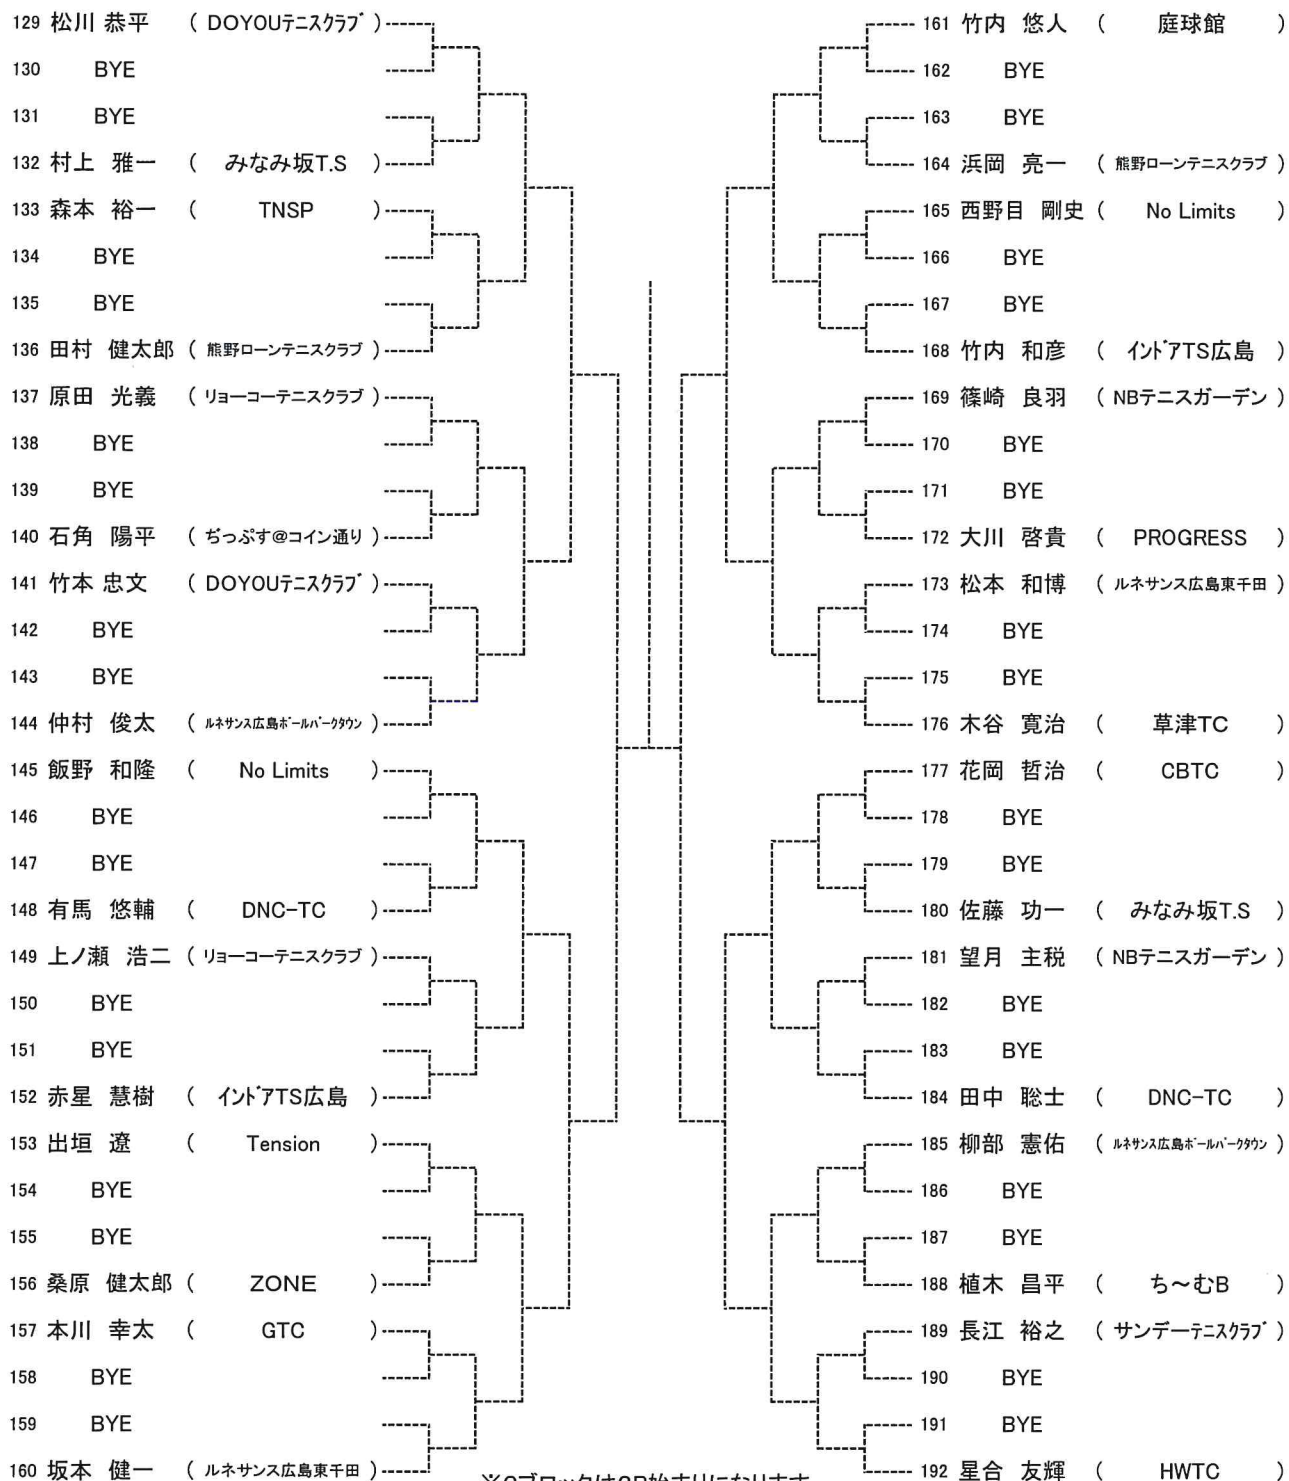 129 松川 恭平 ( DOYOUテニスクラブ )
130 BYE
131 BYE
132 村上 雅一 ( みなみ坂T.S )
133 森本 裕一 ( TNSP )
134 BYE
135 BYE
136 田村 健太郎 ( 熊野ローンテニスクラブ )
137 原田 光義 ( リョーコーテニスクラブ )
138 BYE
139 BYE
140 石角 陽平 ( ぢっぷす@コイン通り )
141 竹本 忠文 ( DOYOUテニスクラブ )
142 BYE
143 BYE
144 仲村 俊太 ( ルネサンス広島ボールパークタウン )
145 飯野 和隆 ( No Limits )
146 BYE
147 BYE
148 有馬 悠輔 ( DNC-TC )
149 上ノ瀬 浩二 ( リョーコーテニスクラブ )
150 BYE
151 BYE
152 赤星 慧樹 ( インドアTS広島 )
153 出垣 遼 ( Tension )
154 BYE
155 BYE
156 桑原 健太郎 ( ZONE )
157 本川 幸太 ( GTC )
158 BYE
159 BYE
160 坂本 健一 ( ルネサンス広島東千田 )
161 竹内 悠人 ( 庭球館 )
162 BYE
163 BYE
164 浜岡 亮一 ( 熊野ローンテニスクラブ )
165 西野目 剛史 ( No Limits )
166 BYE
167 BYE
168 竹内 和彦 ( インドアTS広島 )
169 篠崎 良羽 ( NBテニスガーデン )
170 BYE
171 BYE
172 大川 啓貴 ( PROGRESS )
173 松本 和博 ( ルネサンス広島東千田 )
174 BYE
175 BYE
176 木谷 寛治 ( 草津TC )
177 花岡 哲治 ( CBTC )
178 BYE
179 BYE
180 佐藤 功一 ( みなみ坂T.S )
181 望月 主税 ( NBテニスガーデン )
182 BYE
183 BYE
184 田中 聡士 ( DNC-TC )
185 柳部 憲佑 ( ルネサンス広島ボールパークタウン )
186 BYE
187 BYE
188 植木 昌平 ( ち～むB )
189 長江 裕之 ( サンデーテニスクラブ )
190 BYE
191 BYE
192 星合 友輝 ( HWTC )